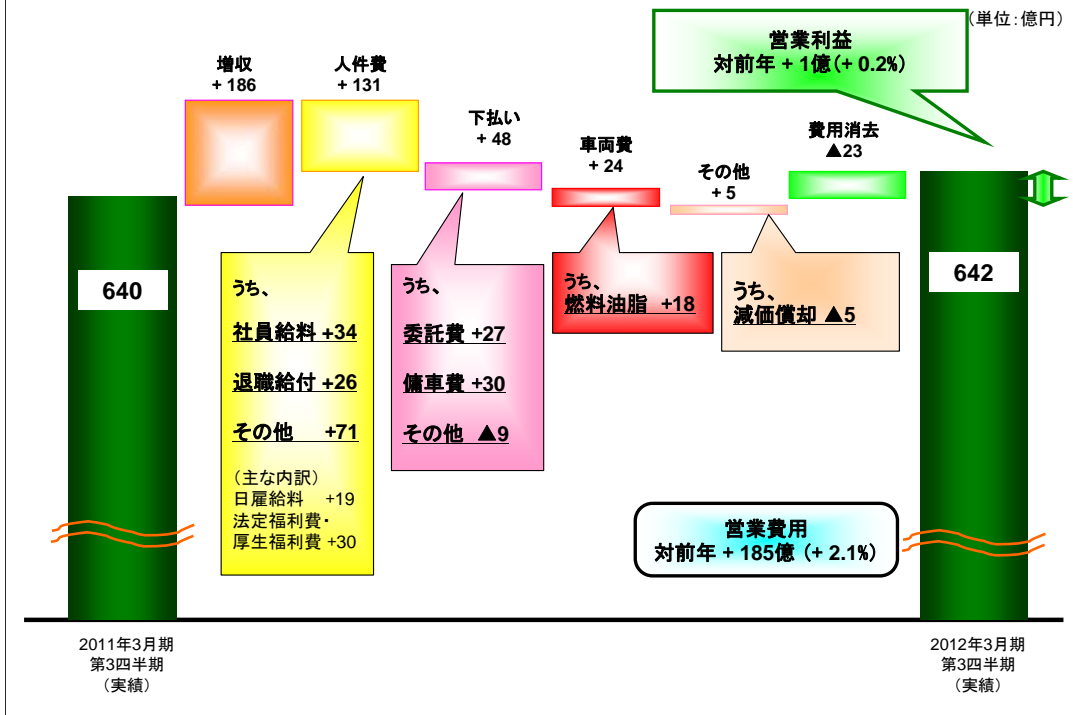 （単位：億円）
営業利益
対前年 + 1億(+ 0.2%)
増収
+ 186
人件費
+ 131
下払い
+ 48
車両費
+ 24
その他
+ 5
費用消去
▲23
640
642
うち、
社員給料 +34
退職給付 +26
その他 +71
（主な内訳）
日雇給料 +19
法定福利費・
厚生福利費 +30
うち、
委託費 +27
傭車費 +30
その他 ▲9
うち、
燃料油脂 +18
うち、
減価償却 ▲5
営業費用
対前年 + 185億 (+ 2.1%)
2011年3月期
第3四半期
（実績）
2012年3月期
第3四半期
（実績）